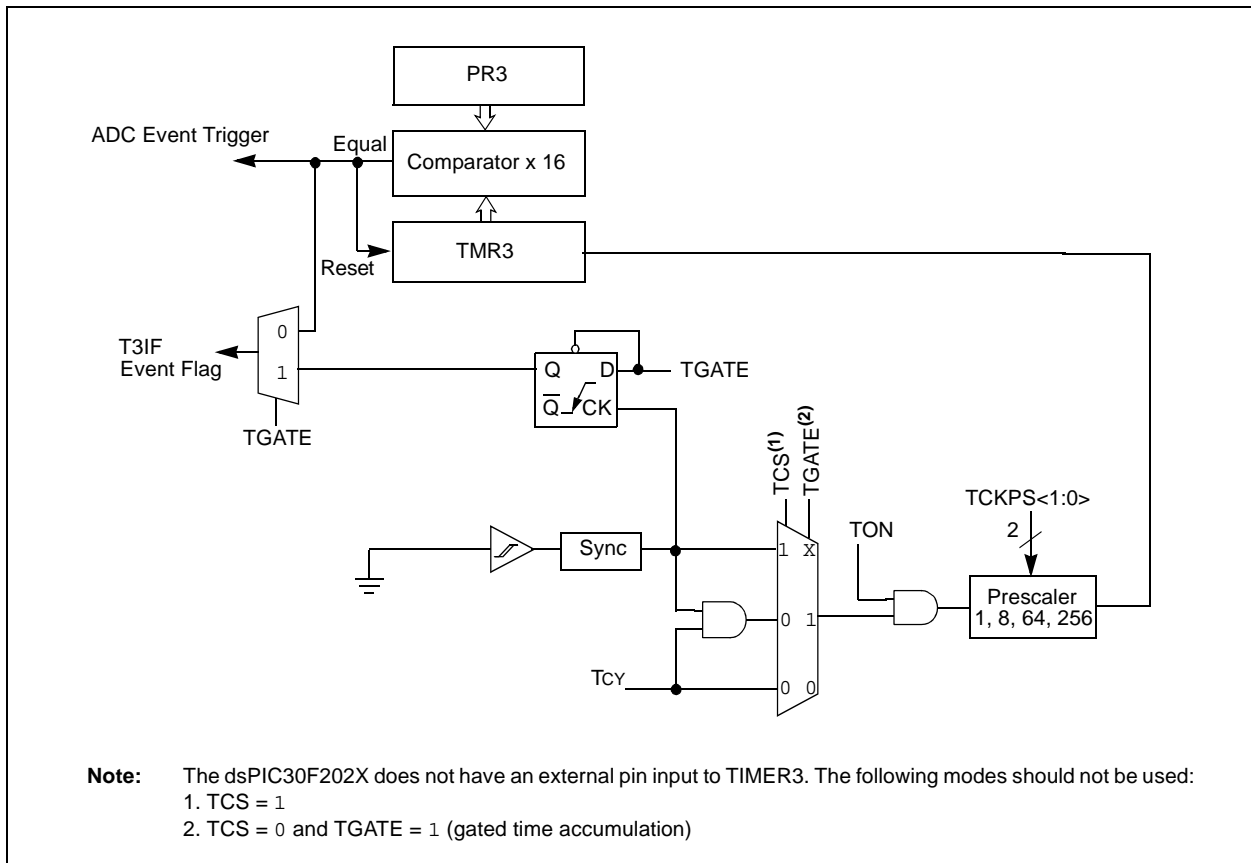 PR3
ADC Event Trigger
Equal
Comparator x 16
TMR3
Reset
0
T3IF
Event Flag
1
Q D
TGATE
Q CK
TGATE
TCS(1)
TGATE(2)
TCKPS<1:0>
2
TON
Sync
1 X
Prescaler
1, 8, 64, 256
0 1
TCY
0 0
Note: The dsPIC30F202X does not have an external pin input to TIMER3. The following modes should not be used:
1. TCS = 1
2. TCS = 0 and TGATE = 1 (gated time accumulation)